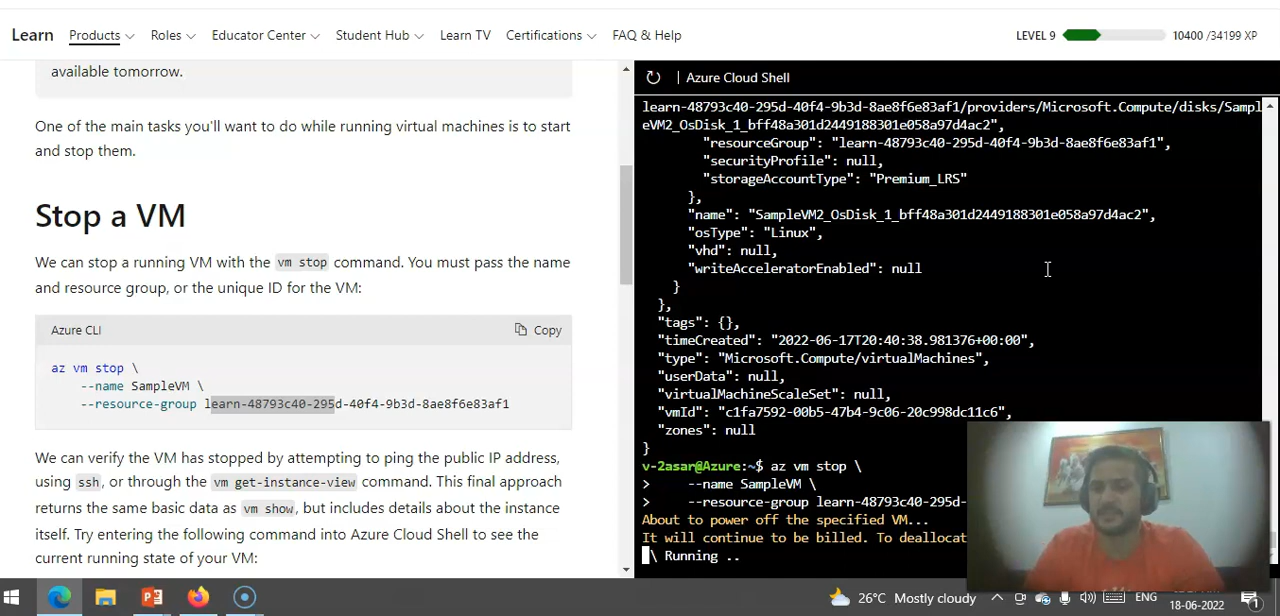 Learn Products Roles Educator Center Student Hub Learn TV Certifications FAQ & Help LEVEL 9 10400 /34199 XP
available tomorrow.
One of the main tasks you'll want to do while running virtual machines is to start
and stop them.
Stop a VM
We can stop a running VM with the vm stop command. You must pass the name
and resource group, or the unique ID for the VM:
Azure CLI Copy
az vm stop \
--name SampleVM \
--resource-group learn-48793c40-295d-40f4-9b3d-8ae8f6e83af1
We can verify the VM has stopped by attempting to ping the public IP address,
using ssh, or through the vm get-instance-view command. This final approach
returns the same basic data as vm show, but includes details about the instance
itself. Try entering the following command into Azure Cloud Shell to see the
current running state of your VM:
Azure Cloud Shell
learn-48793c40-295d-40f4-9b3d-8ae8f6e83af1/providers/Microsoft.Compute/disks/Sampl
eVM2_OsDisk_1_bff48a301d2449188301e058a97d4ac2",
"resourceGroup": "learn-48793c40-295d-40f4-9b3d-8ae8f6e83af1",
"securityProfile": null,
"storageAccountType": "Premium_LRS"
},
"name": "SampleVM2_OsDisk_1_bff48a301d2449188301e058a97d4ac2",
"osType": "Linux",
"vhd": null,
"writeAcceleratorEnabled": null
}
},
"tags": {},
"timeCreated": "2022-06-17T20:40:38.981376+00:00",
"type": "Microsoft.Compute/virtualMachines",
"userData": null,
"virtualMachineScaleSet": null,
"vmId": "c1fa7592-00b5-47b4-9c06-20c998dc11c6",
"zones": null
}
v-2asar@Azure:~$ az vm stop \
> --name SampleVM \
> --resource-group learn-48793c40-295d-
About to power off the specified VM...
It will continue to be billed. To deallocat
\ Running ..
26°C Mostly cloudy ENG
18-06-2022 1